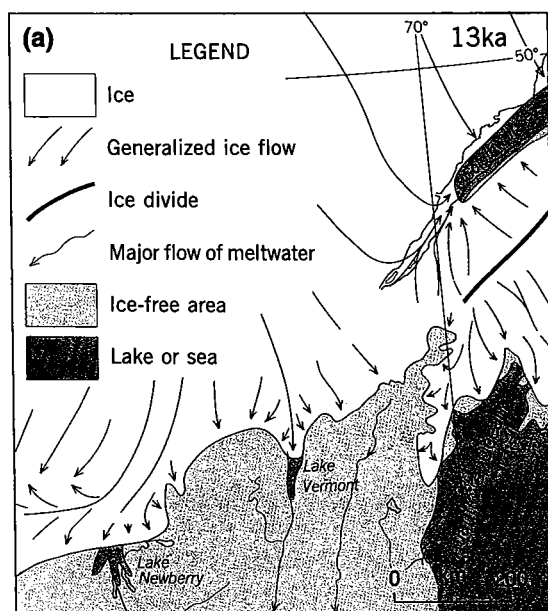 (a)
LEGEND
Ice
Generalized ice flow
Ice divide
Major flow of meltwater
Ice-free area
Lake or sea
70°
13ka
50°
Lake
Vermont
Lake
Newberry
0